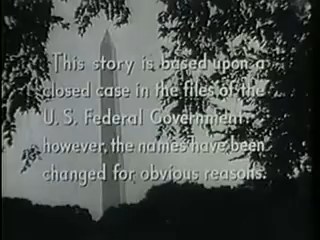 This story is based upon a
closed case in the files of the
U. S. Federal Government
however, the names have been
changed for obvious reasons.